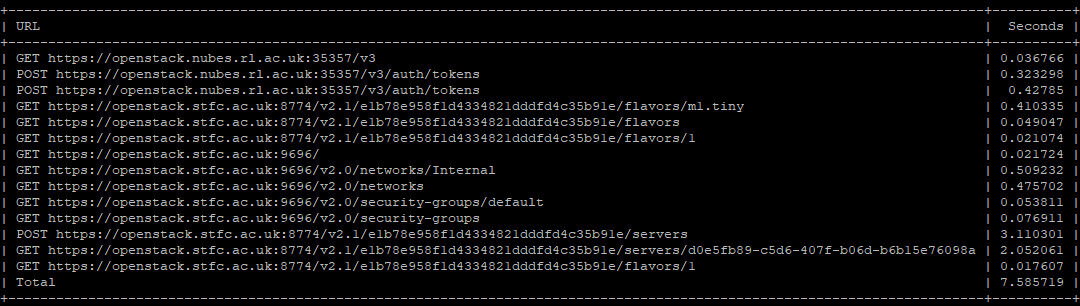 +--------------------------------------------------------------------------------------------------------------------------+----------+
| URL | Seconds |
+--------------------------------------------------------------------------------------------------------------------------+----------+
| GET https://openstack.nubes.rl.ac.uk:35357/v3 | 0.036766 |
| POST https://openstack.nubes.rl.ac.uk:35357/v3/auth/tokens | 0.323298 |
| POST https://openstack.nubes.rl.ac.uk:35357/v3/auth/tokens | 0.42785 |
| GET https://openstack.stfc.ac.uk:8774/v2.1/e1b78e958f1d4334821dddfd4c35b91e/flavors/m1.tiny | 0.410335 |
| GET https://openstack.stfc.ac.uk:8774/v2.1/e1b78e958f1d4334821dddfd4c35b91e/flavors | 0.049047 |
| GET https://openstack.stfc.ac.uk:8774/v2.1/e1b78e958f1d4334821dddfd4c35b91e/flavors/1 | 0.021074 |
| GET https://openstack.stfc.ac.uk:9696/ | 0.021724 |
| GET https://openstack.stfc.ac.uk:9696/v2.0/networks/Internal | 0.509232 |
| GET https://openstack.stfc.ac.uk:9696/v2.0/networks | 0.475702 |
| GET https://openstack.stfc.ac.uk:9696/v2.0/security-groups/default | 0.053811 |
| GET https://openstack.stfc.ac.uk:9696/v2.0/security-groups | 0.076911 |
| POST https://openstack.stfc.ac.uk:8774/v2.1/e1b78e958f1d4334821dddfd4c35b91e/servers | 3.110301 |
| GET https://openstack.stfc.ac.uk:8774/v2.1/e1b78e958f1d4334821dddfd4c35b91e/servers/d0e5fb89-c5d6-407f-b06d-b6b15e76098a | 2.052061 |
| GET https://openstack.stfc.ac.uk:8774/v2.1/e1b78e958f1d4334821dddfd4c35b91e/flavors/1 | 0.017607 |
| Total | 7.585719 |
+--------------------------------------------------------------------------------------------------------------------------+----------+